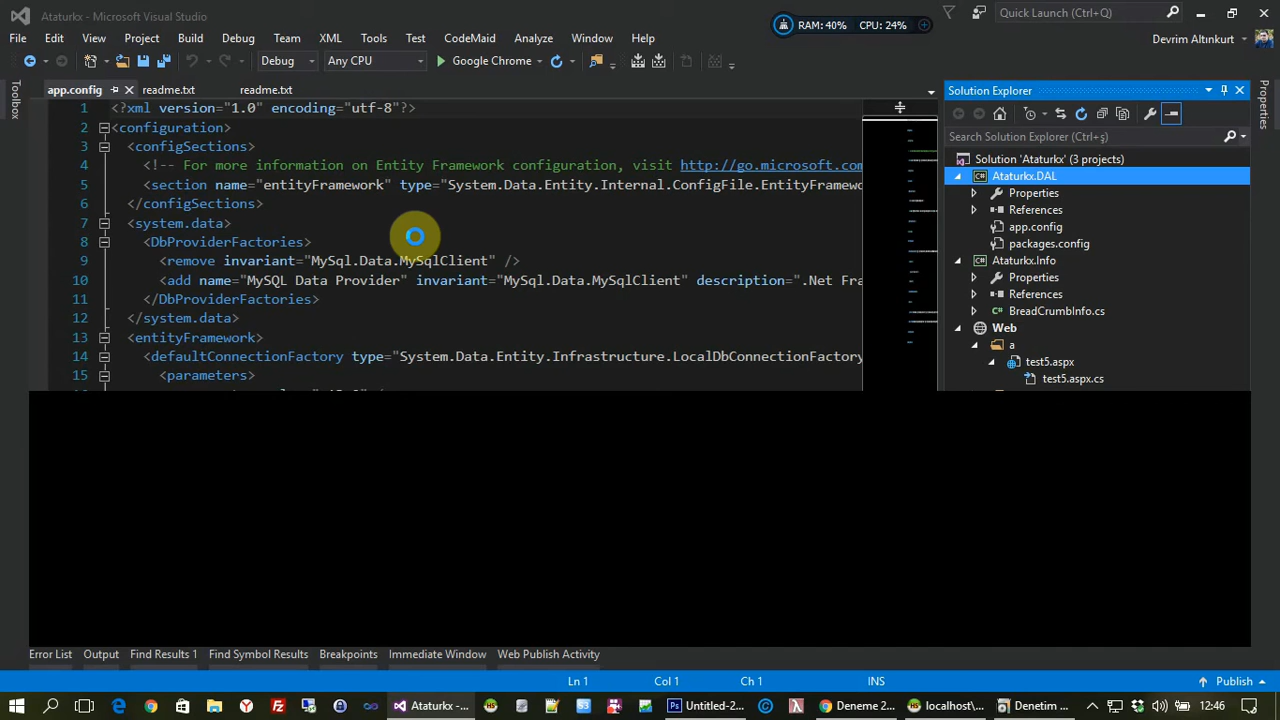 Ataturkx - Microsoft Visual Studio
RAM: 40% CPU: 24%
Quick Launch (Ctrl+Q)
File Edit View Project Build Debug Team XML Tools Test CodeMaid Analyze Window Help
Devrim Altınkurt
Debug Any CPU Google Chrome
Toolbox
app.config readme.txt readme.txt
1 <?xml version="1.0" encoding="utf-8"?>
2 <configuration>
3 <configSections>
4 <!-- For more information on Entity Framework configuration, visit http://go.microsoft.com
5 <section name="entityFramework" type="System.Data.Entity.Internal.ConfigFile.EntityFramewo
6 </configSections>
7 <system.data>
8 <DbProviderFactories>
9 <remove invariant="MySql.Data.MySqlClient" />
10 <add name="MySQL Data Provider" invariant="MySql.Data.MySqlClient" description=".Net Fra
11 </DbProviderFactories>
12 </system.data>
13 <entityFramework>
14 <defaultConnectionFactory type="System.Data.Entity.Infrastructure.LocalDbConnectionFactory
15 <parameters>
Solution Explorer
Search Solution Explorer (Ctrl+ş)
Solution 'Ataturkx' (3 projects)
Ataturkx.DAL
Properties
References
app.config
packages.config
Ataturkx.Info
Properties
References
BreadCrumbInfo.cs
Web
a
test5.aspx
test5.aspx.cs
Properties
Error List Output Find Results 1 Find Symbol Results Breakpoints Immediate Window Web Publish Activity
Ln 1 Col 1 Ch 1 INS Publish
Ataturkx -... Untitled-2... Deneme 2... localhost\... Denetim ... 12:46